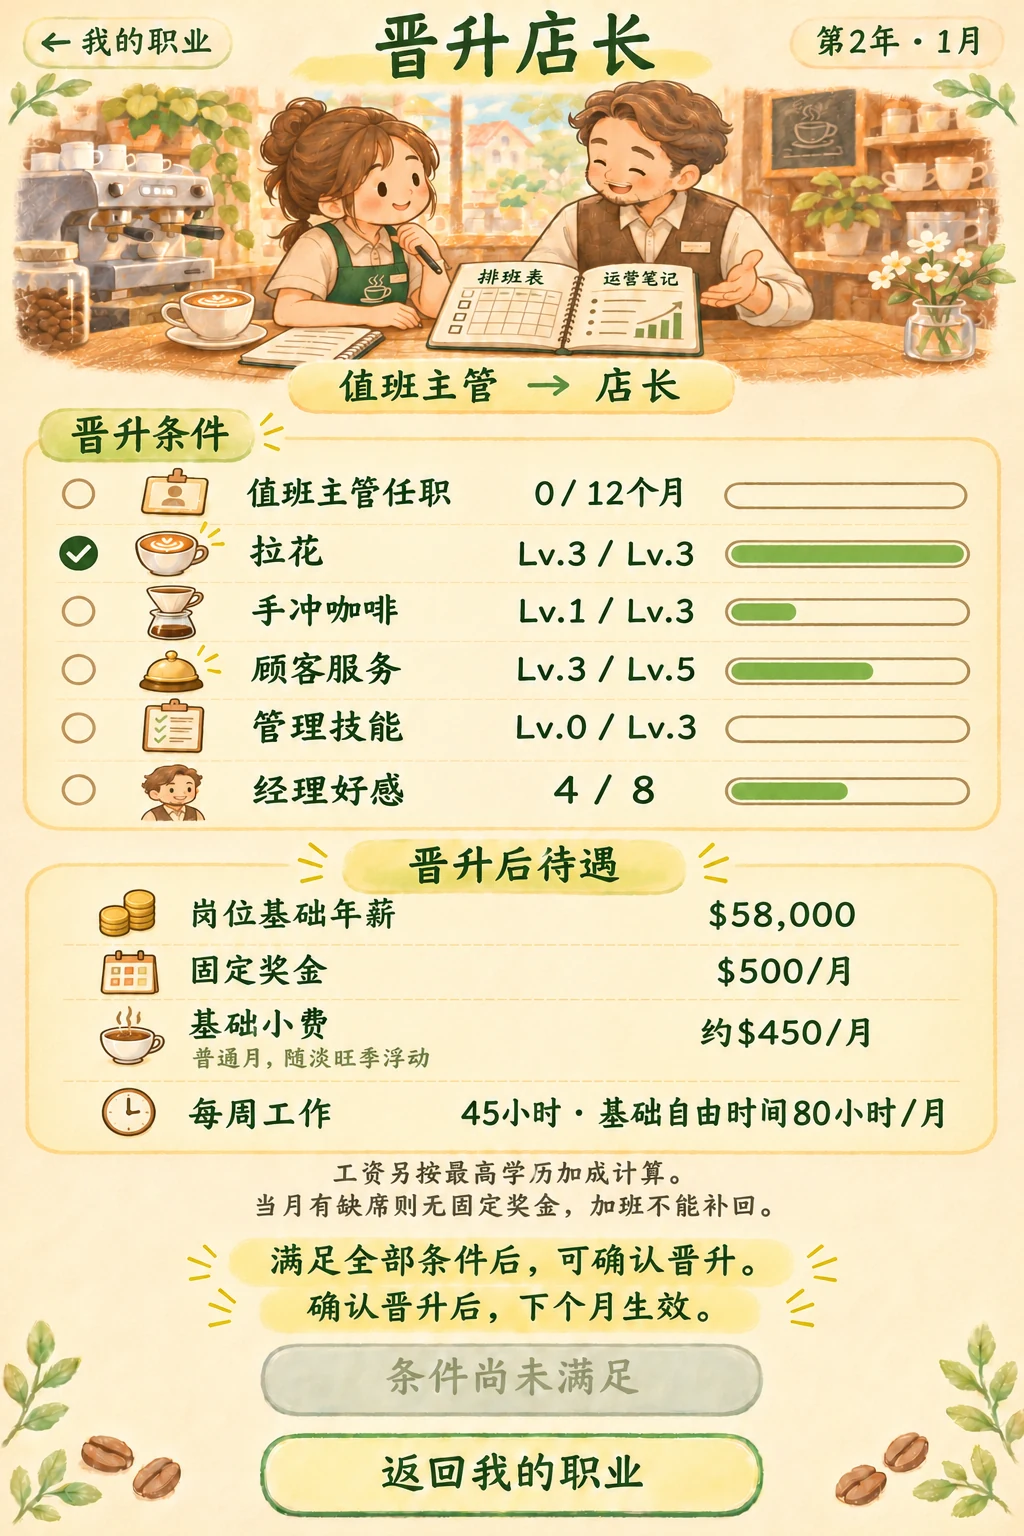 ← 我的职业
晋升店长
第2年·1月
排班表
运营笔记
值班主管 → 店长
晋升条件
值班主管任职 0 / 12个月
拉花 Lv.3 / Lv.3
手冲咖啡 Lv.1 / Lv.3
顾客服务 Lv.3 / Lv.5
管理技能 Lv.0 / Lv.3
经理好感 4 / 8
晋升后待遇
岗位基础年薪 $58,000
固定奖金 $500/月
基础小费 约$450/月
普通月，随淡旺季浮动
每周工作 45小时·基础自由时间80小时/月
工资另按最高学历加成计算。
当月有缺席则无固定奖金，加班不能补回。
满足全部条件后，可确认晋升。
确认晋升后，下个月生效。
条件尚未满足
返回我的职业